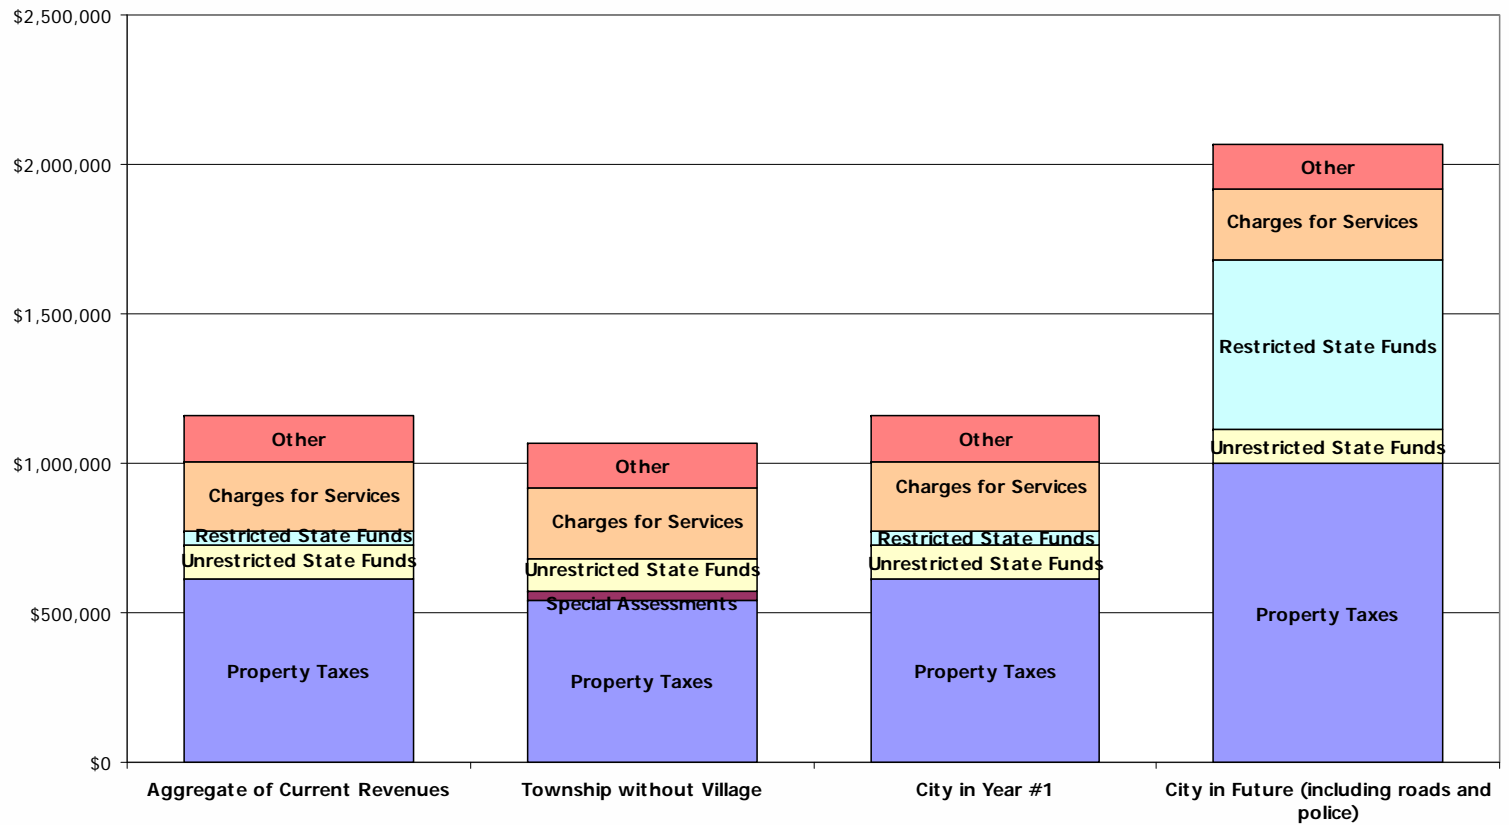 $2,500,000
$2,000,000
$1,500,000
$1,000,000
$500,000
$0
Other
Charges for Services
Restricted State Funds
Unrestricted State Funds
Property Taxes
Other
Charges for Services
Unrestricted State Funds
Special Assessments
Property Taxes
Other
Charges for Services
Restricted State Funds
Unrestricted State Funds
Property Taxes
Other
Charges for Services
Restricted State Funds
Unrestricted State Funds
Property Taxes
Aggregate of Current Revenues
Township without Village
City in Year #1
City in Future (including roads and
police)